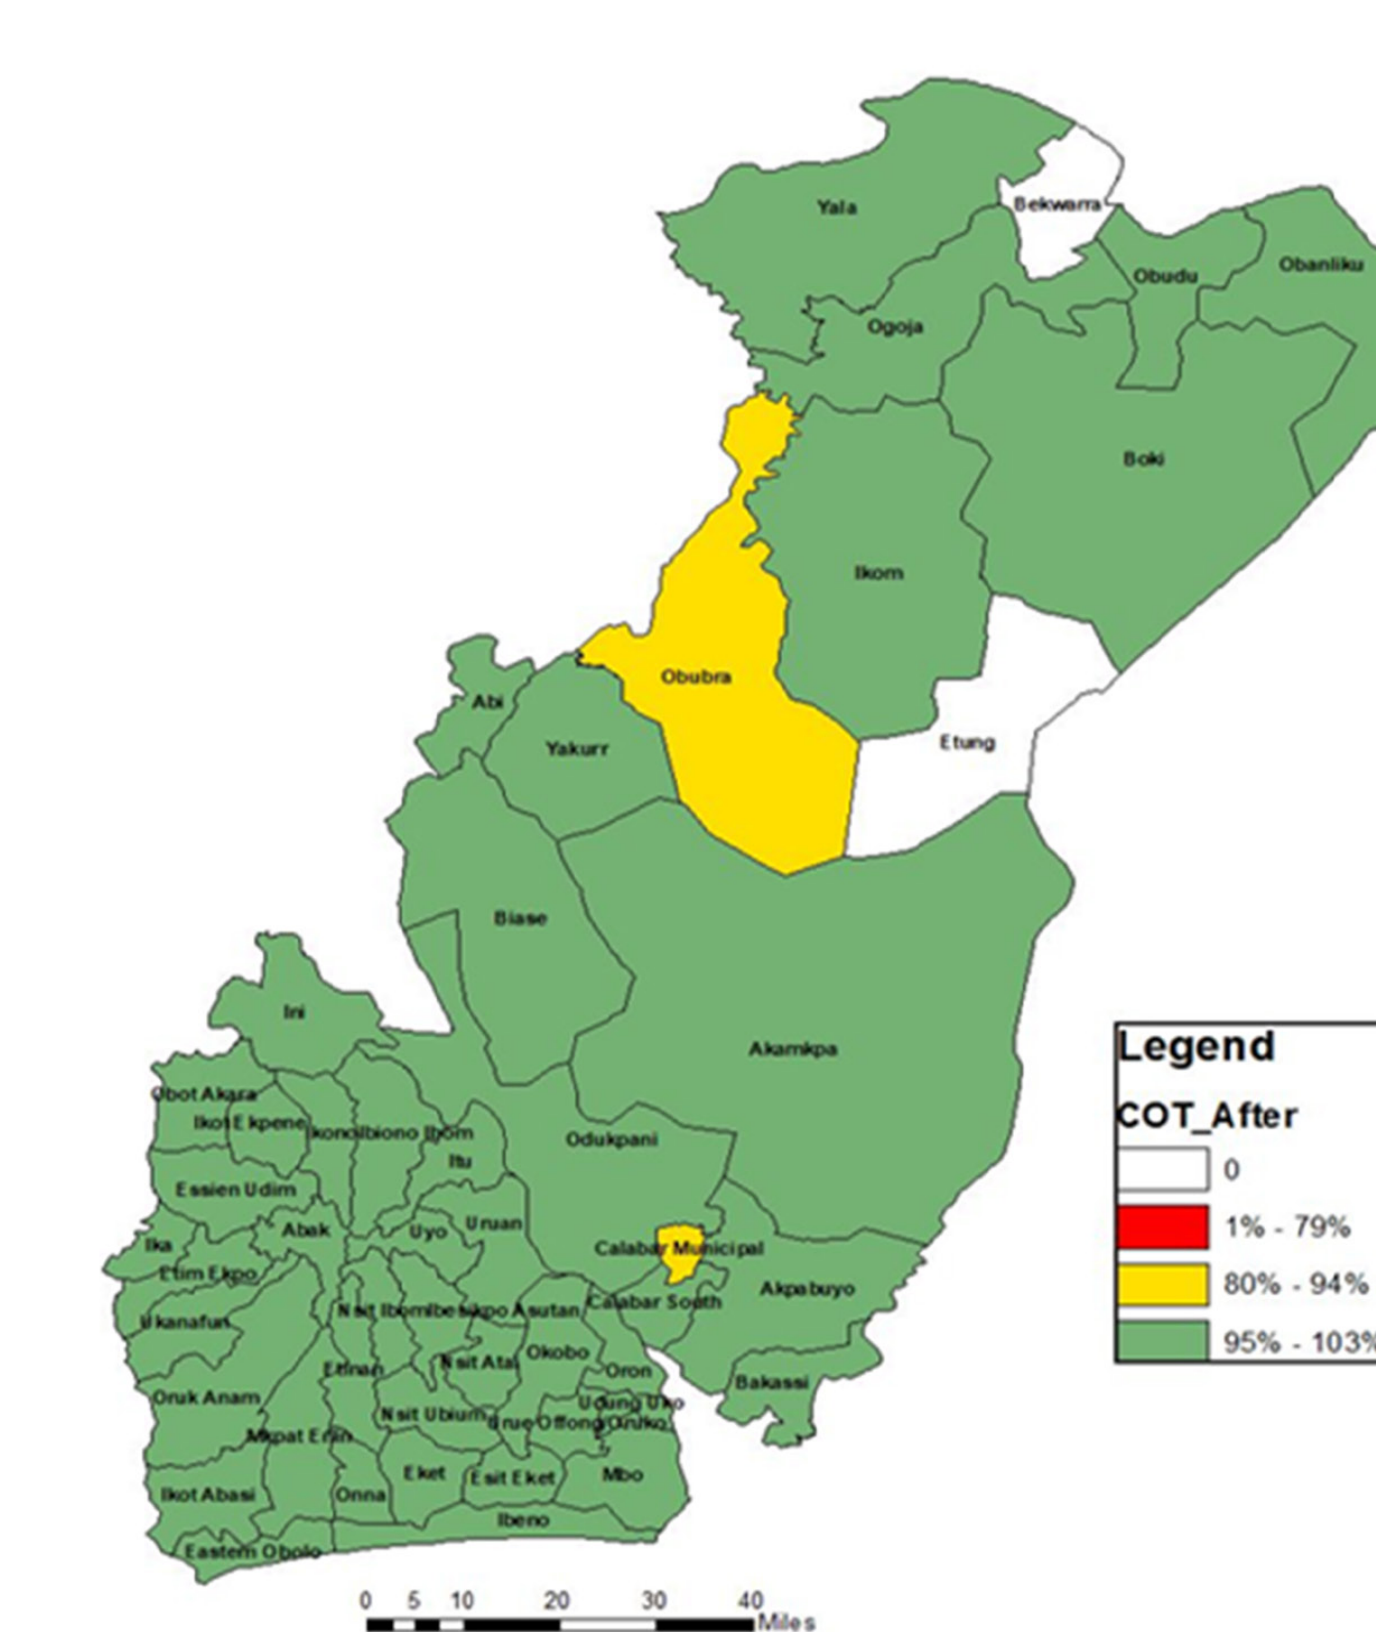 Yala
Bekwarra
Obudu
Obanliku
Ogoja
Boki
Ikom
Obubra
Abi
Yakurr
Etung
Biase
Ini
Akamkpa
Obot Akara
Ikot Ekpene
Ikono
Ibiono Ibom
Odukpani
Itu
Essien Udim
Abak
Uyo
Uruan
Ika
Calabar Municipal
Etim Ekpo
Akpabuyo
Calabar South
Nsit Ibom
Ibesikpo Asutan
Ukanafun
Okobo
Nsit Atai
Etinan
Oron
Bakassi
Oruk Anam
Udung Uko
Nsit Ubium
Urue Offong/Oruko
Mkpat Enin
Eket
Esit Eket
Mbo
Ikot Abasi
Onna
Ibeno
Eastern Obolo
Legend
COT_After
0
1% - 79%
80% - 94%
95% - 103%
0 5 10 20 30 40
Miles